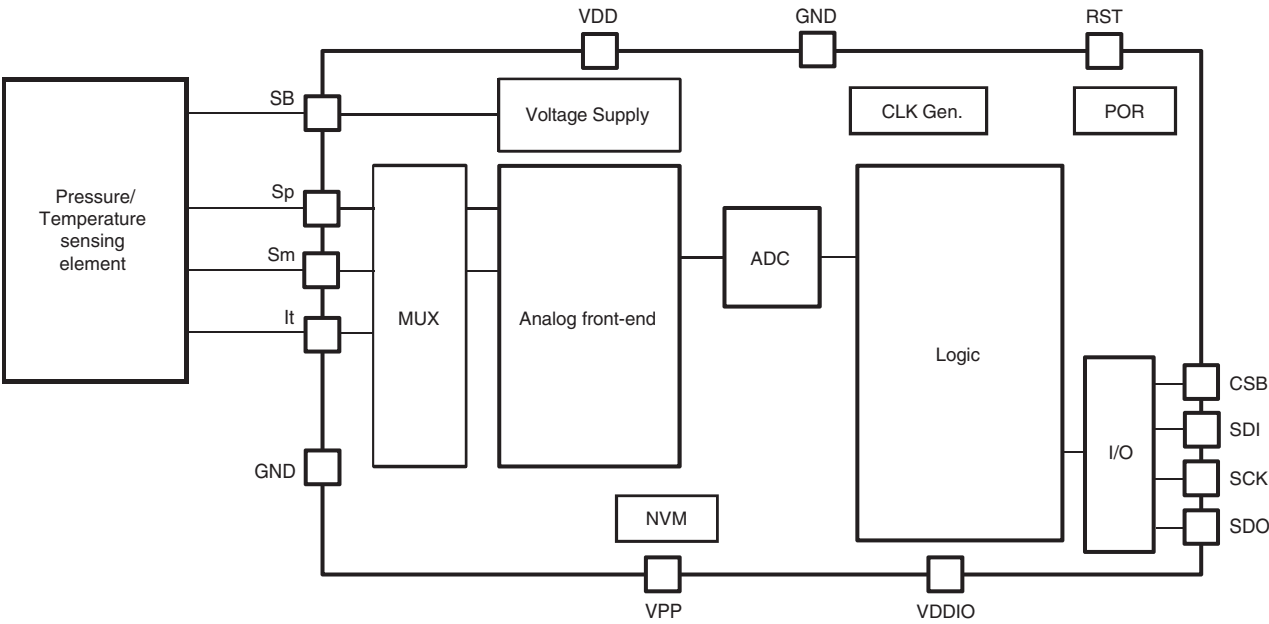 VDD
GND
RST
SB
Voltage Supply
CLK Gen.
POR
Pressure/
Temperature
sensing
element
Sp
Sm
It
MUX
Analog front-end
ADC
Logic
I/O
CSB
SDI
SCK
SDO
GND
NVM
VPP
VDDIO